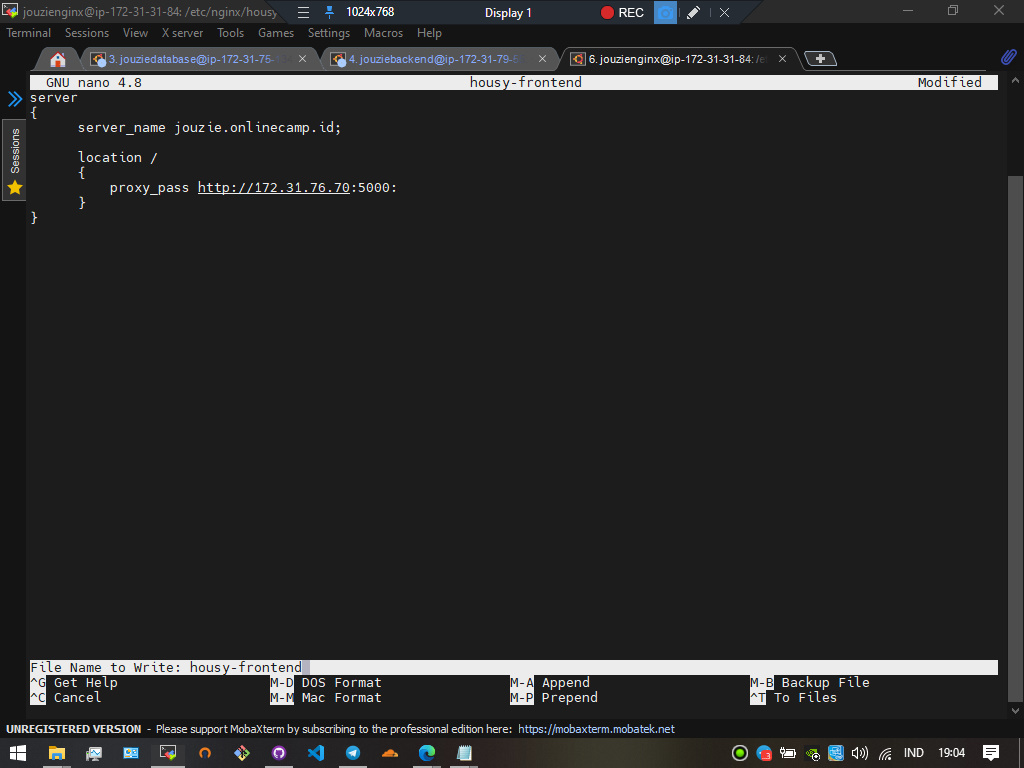 jouzienginx@ip-172-31-31-84: /etc/nginx/housy
1024x768
Display 1
REC
Terminal Sessions View X server Tools Games Settings Macros Help
3. jouziedatabase@ip-172-31-75-
4. jouziebackend@ip-172-31-79-
6. jouzienginx@ip-172-31-31-84: /e
Sessions
GNU nano 4.8 housy-frontend Modified
server
{
server_name jouzie.onlinecamp.id;
location /
{
proxy_pass http://172.31.76.70:5000:
}
}
File Name to Write: housy-frontend
^G Get Help M-D DOS Format M-A Append M-B Backup File
^C Cancel M-M Mac Format M-P Prepend ^T To Files
UNREGISTERED VERSION - Please support MobaXterm by subscribing to the professional edition here: https://mobaxterm.mobatek.net
IND 19:04